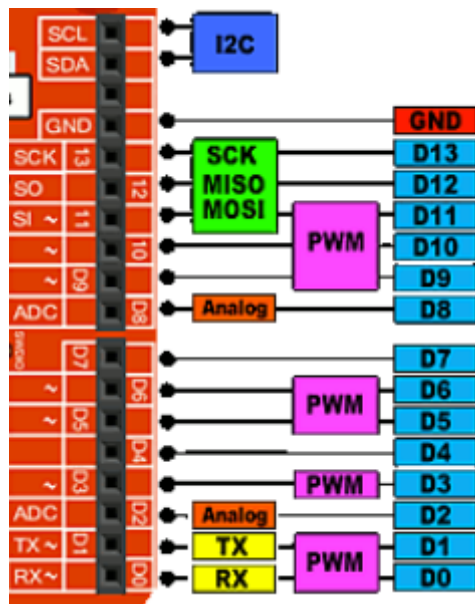 SCL I2C
SDA
GND GND
SCK 13 SCK D13
SO 12 MISO D12
SI ~ 11 MOSI D11
~ 10 PWM D10
~ D9 D9
ADC D8 Analog D8
SWDIO
D7 D7
~ D6 D6
PWM
~ D5 D5
D4 D4
~ D3 PWM D3
ADC D2 Analog D2
TX~ D1 TX D1
PWM
RX~ D0 RX D0